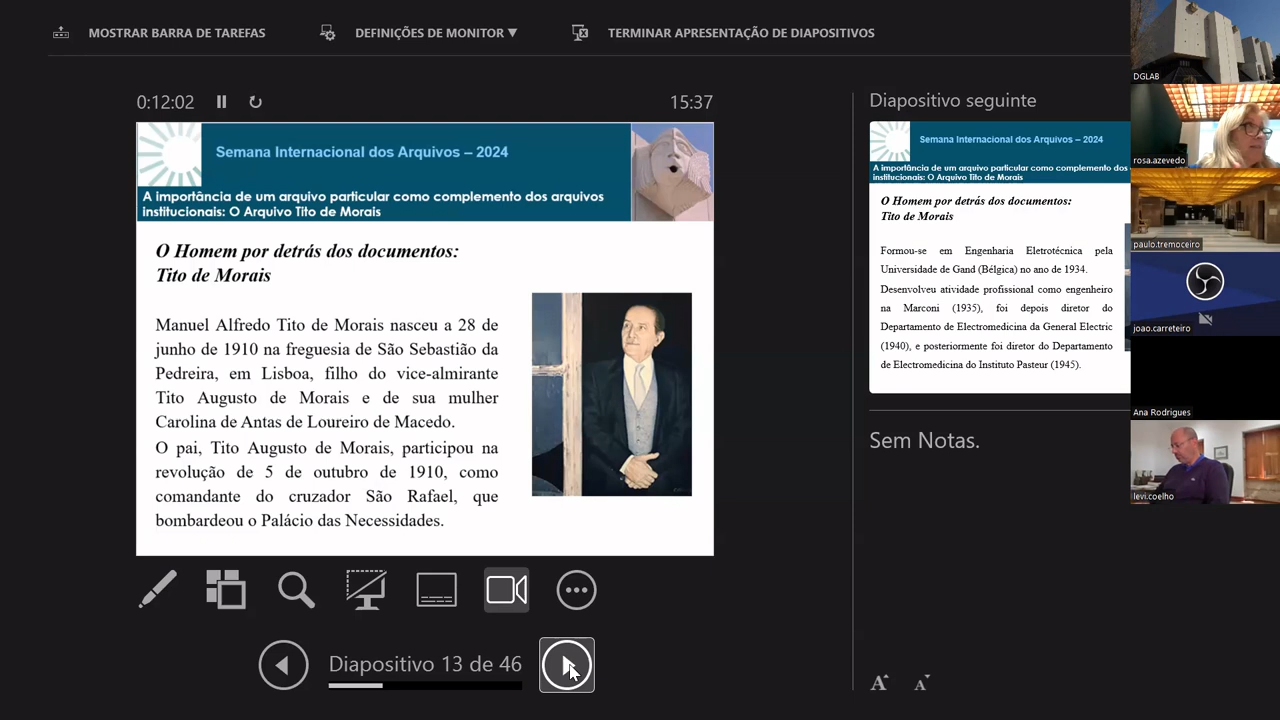 MOSTRAR BARRA DE TAREFAS
DEFINIÇÕES DE MONITOR ▼
TERMINAR APRESENTAÇÃO DE DIAPOSITIVOS
0:12:02
15:37
Semana Internacional dos Arquivos – 2024
A importância de um arquivo particular como complemento dos arquivos
institucionais: O Arquivo Tito de Morais
O Homem por detrás dos documentos:
Tito de Morais
Manuel Alfredo Tito de Morais nasceu a 28 de
junho de 1910 na freguesia de São Sebastião da
Pedreira, em Lisboa, filho do vice-almirante
Tito Augusto de Morais e de sua mulher
Carolina de Antas de Loureiro de Macedo.
O pai, Tito Augusto de Morais, participou na
revolução de 5 de outubro de 1910, como
comandante do cruzador São Rafael, que
bombardeou o Palácio das Necessidades.
Diapositivo 13 de 46
Diapositivo seguinte
Semana Internacional dos Arquivos – 2024
A importância de um arquivo particular como complemento dos
institucionais: O Arquivo Tito de Morais
O Homem por detrás dos documentos:
Tito de Morais
Formou-se em Engenharia Eletrotécnica pela
Universidade de Gand (Bélgica) no ano de 1934.
Desenvolveu atividade profissional como engenheiro
na Marconi (1935), foi depois diretor do
Departamento de Electromedicina da General Electric
(1940), e posteriormente foi diretor do Departamento
de Electromedicina do Instituto Pasteur (1945).
Sem Notas.
A A
DGLAB
rosa.azevedo
paulo.tremoceiro
joao.carreteiro
Ana Rodrigues
levi.coelho